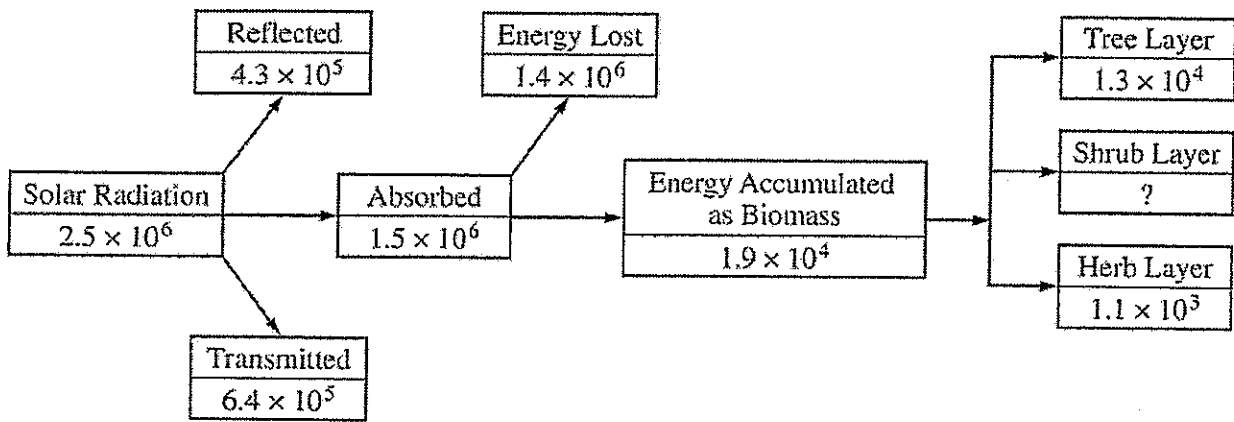 Reflected
4.3 × 10⁵
Energy Lost
1.4 × 10⁶
Tree Layer
1.3 × 10⁴
Shrub Layer
?
Solar Radiation
2.5 × 10⁶
Absorbed
1.5 × 10⁶
Energy Accumulated
as Biomass
1.9 × 10⁴
Herb Layer
1.1 × 10³
Transmitted
6.4 × 10⁵